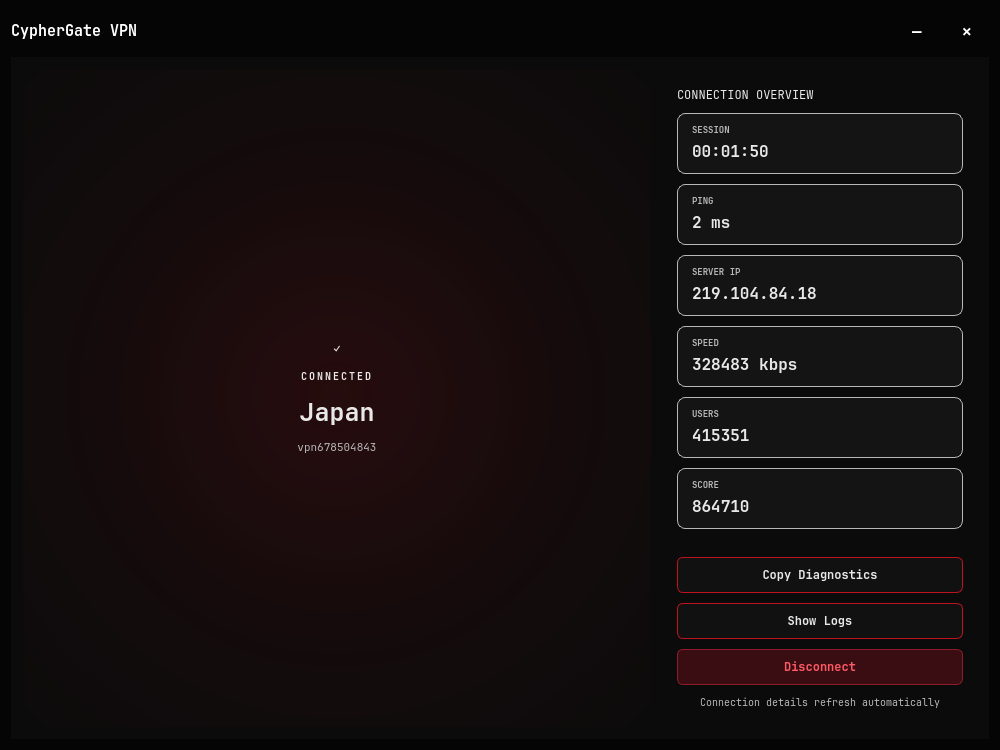 CypherGate VPN
CONNECTION OVERVIEW
SESSION
00:01:50
PING
2 ms
SERVER IP
219.104.84.18
SPEED
328483 kbps
USERS
415351
SCORE
864710
✓
CONNECTED
Japan
vpn678504843
Copy Diagnostics
Show Logs
Disconnect
Connection details refresh automatically